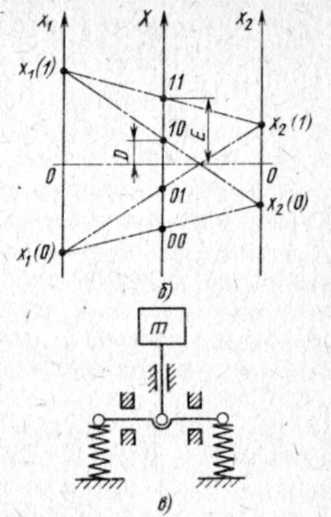 x₁ X x₂
x₁(1) 11
10 E x₂(1)
D
0 0
01 x₂(0)
x₁(0) 00
б)
m
в)